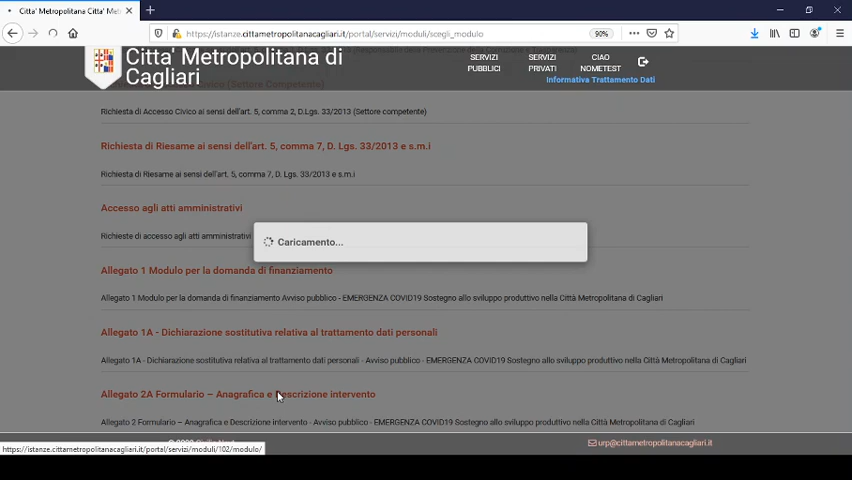 Citta' Metropolitana di Cagliari Met
https://istanze.cittametropolitanacagliari.it/portal/servizi/moduli/scegli_modulo
90%
Citta' Metropolitana di
Cagliari
SERVIZI
PUBBLICI
SERVIZI
PRIVATI
CIAO
NOMETEST
Informativa Trattamento Dati
Richiesta di Accesso Civico ai sensi dell'art. 5, comma 2, D.Lgs. 33/2013 (Settore competente)
Richiesta di Riesame ai sensi dell'art. 5, comma 7, D. Lgs. 33/2013 e s.m.i
Richiesta di Riesame ai sensi dell'art. 5, comma 7, D.Lgs. 33/2013 e s.m.i
Accesso agli atti amministrativi
Richieste di accesso agli atti amministrativi
Caricamento...
Allegato 1 Modulo per la domanda di finanziamento
Allegato 1 Modulo per la domanda di finanziamento Avviso pubblico - EMERGENZA COVID19 Sostegno allo sviluppo produttivo nella Città Metropolitana di Cagliari
Allegato 1A - Dichiarazione sostitutiva relativa al trattamento dati personali
Allegato 1A - Dichiarazione sostitutiva relativa al trattamento dati personali - Avviso pubblico - EMERGENZA COVID19 Sostegno allo sviluppo produttivo nella Città Metropolitana di Cagliari
Allegato 2A Formulario – Anagrafica e Descrizione intervento
Allegato 2 Formulario – Anagrafica e Descrizione intervento - Avviso pubblico - EMERGENZA COVID19 Sostegno allo sviluppo produttivo nella Città Metropolitana di Cagliari
https://istanze.cittametropolitanacagliari.it/portal/servizi/moduli/102/modulo/
urp@cittametropolitanacagliari.it